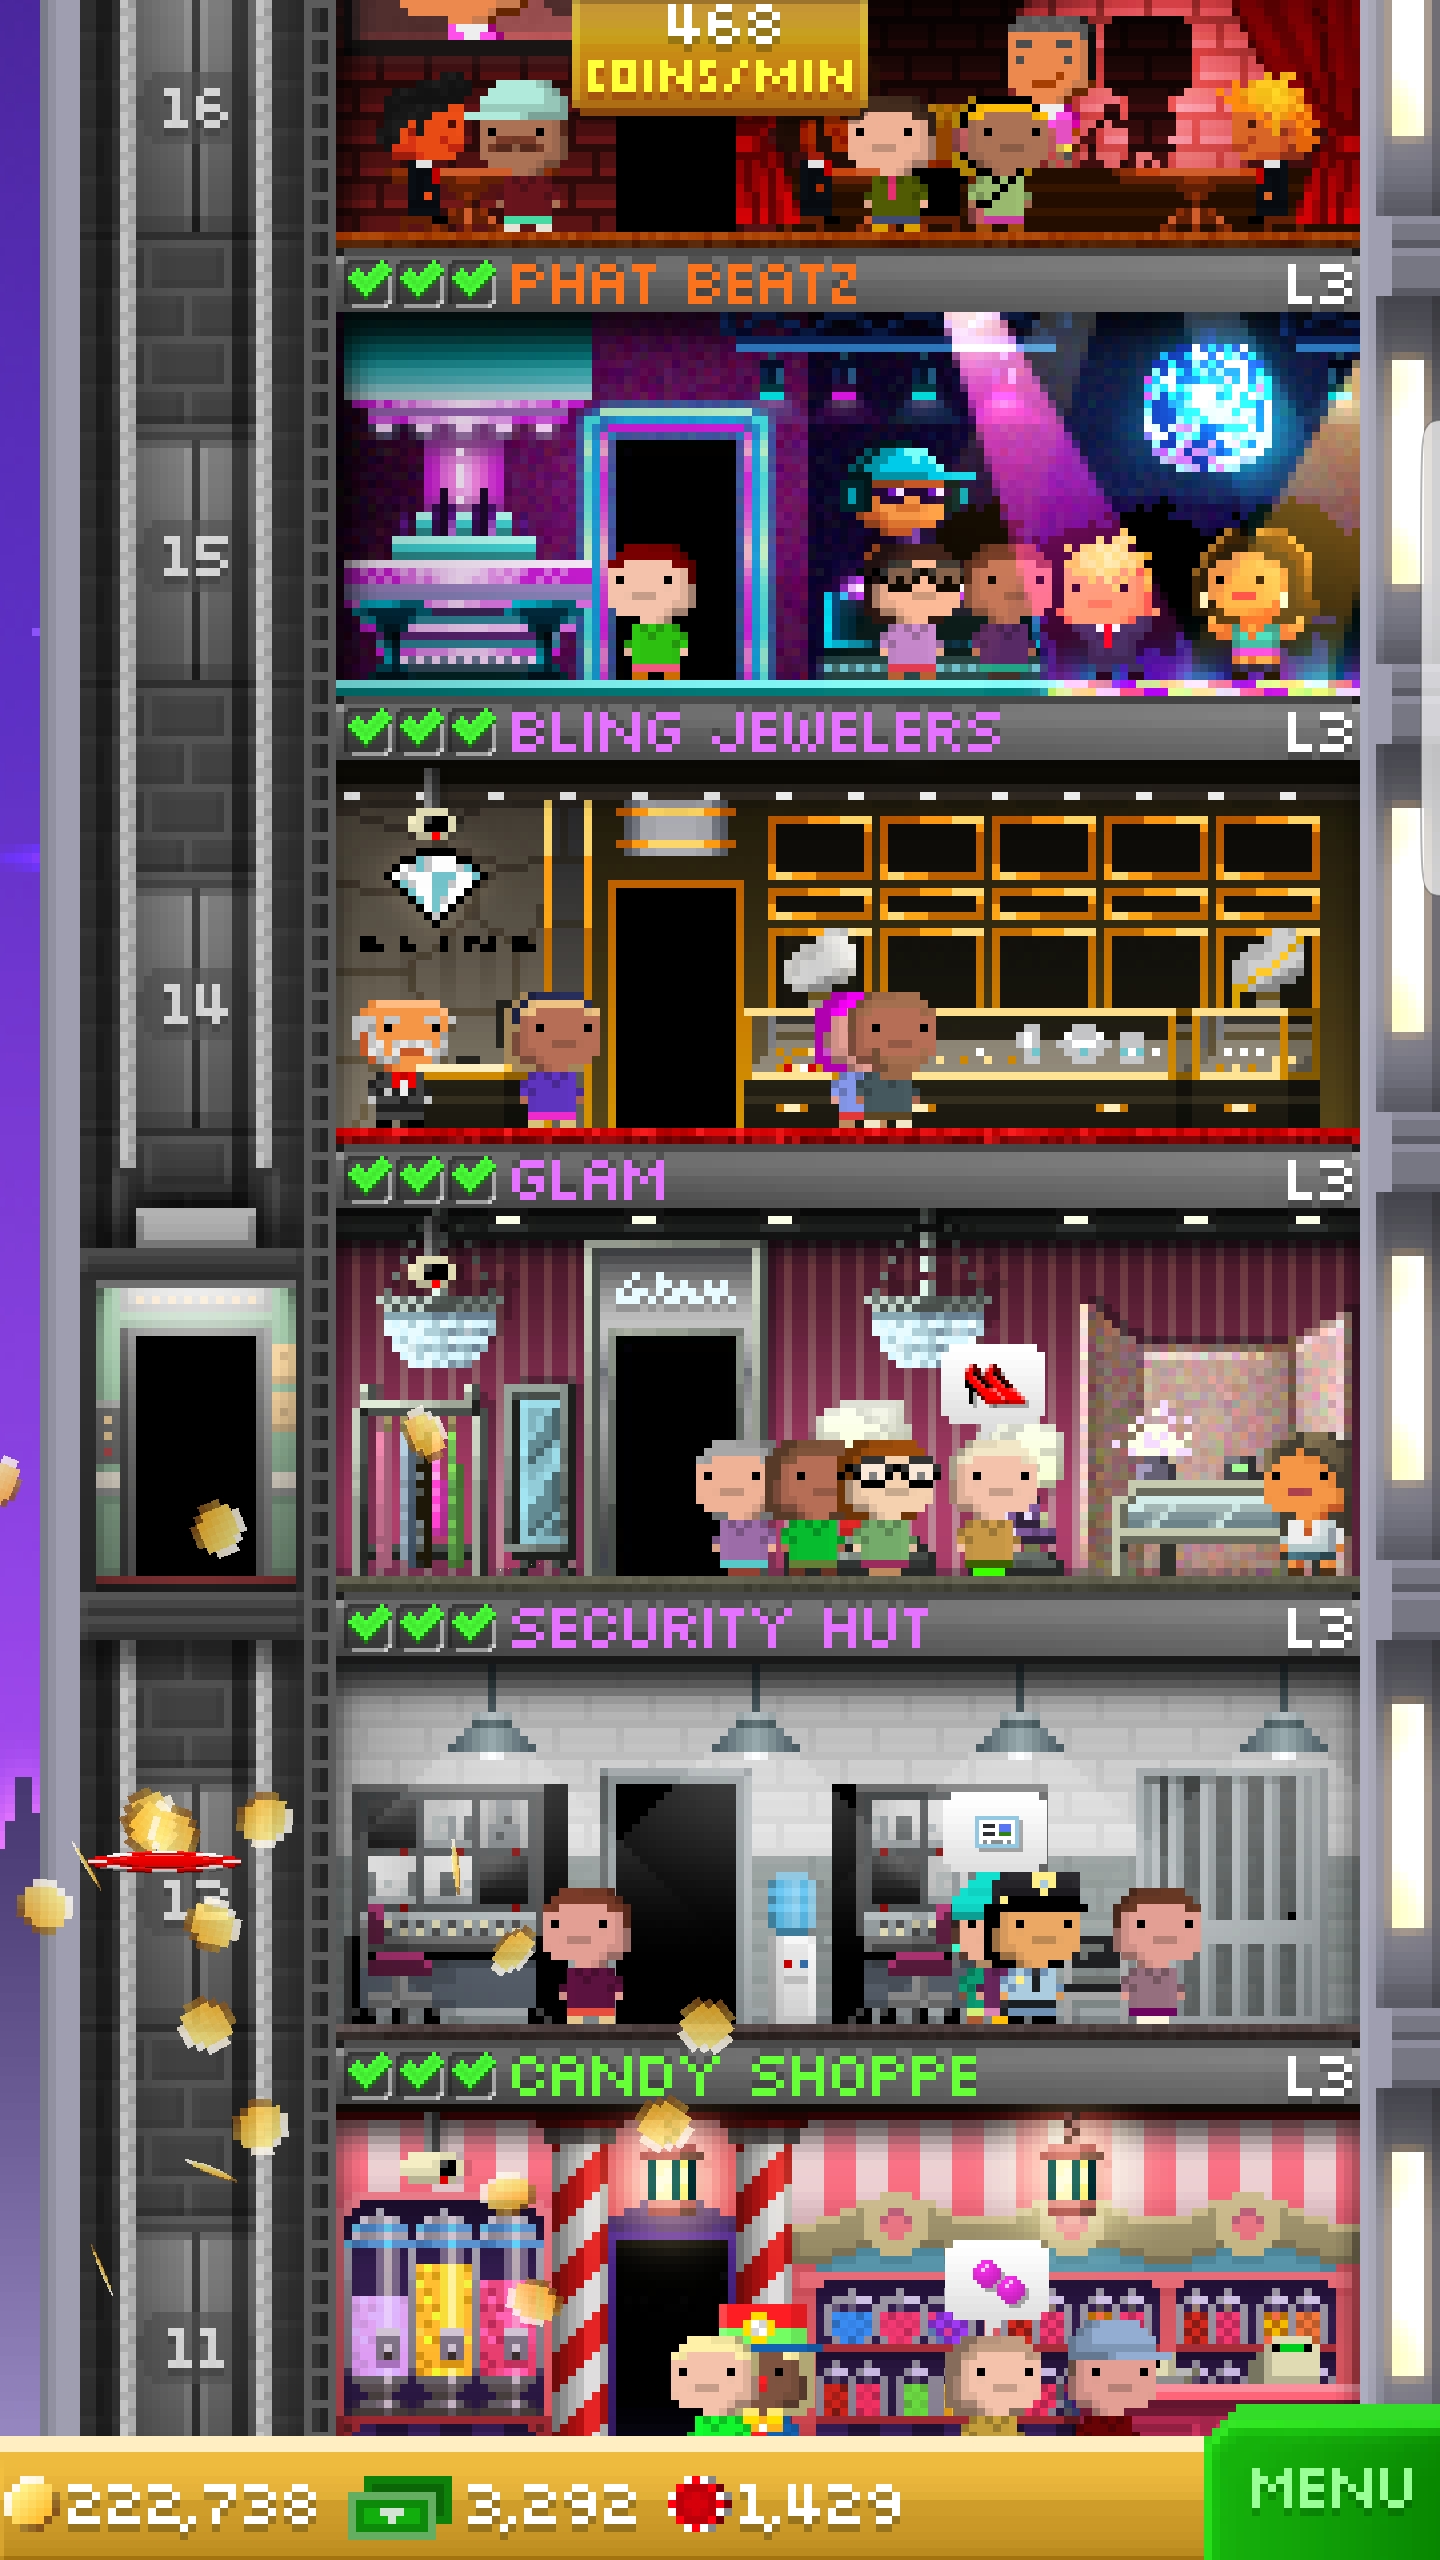 468
COINS/MIN
16
PHAT BEATZ L3
15
BLING JEWELERS L3
BLING
14
GLAM L3
Glam
SECURITY HUT L3
CANDY SHOPPE L3
11
222,738 3,292 1,429
MENU